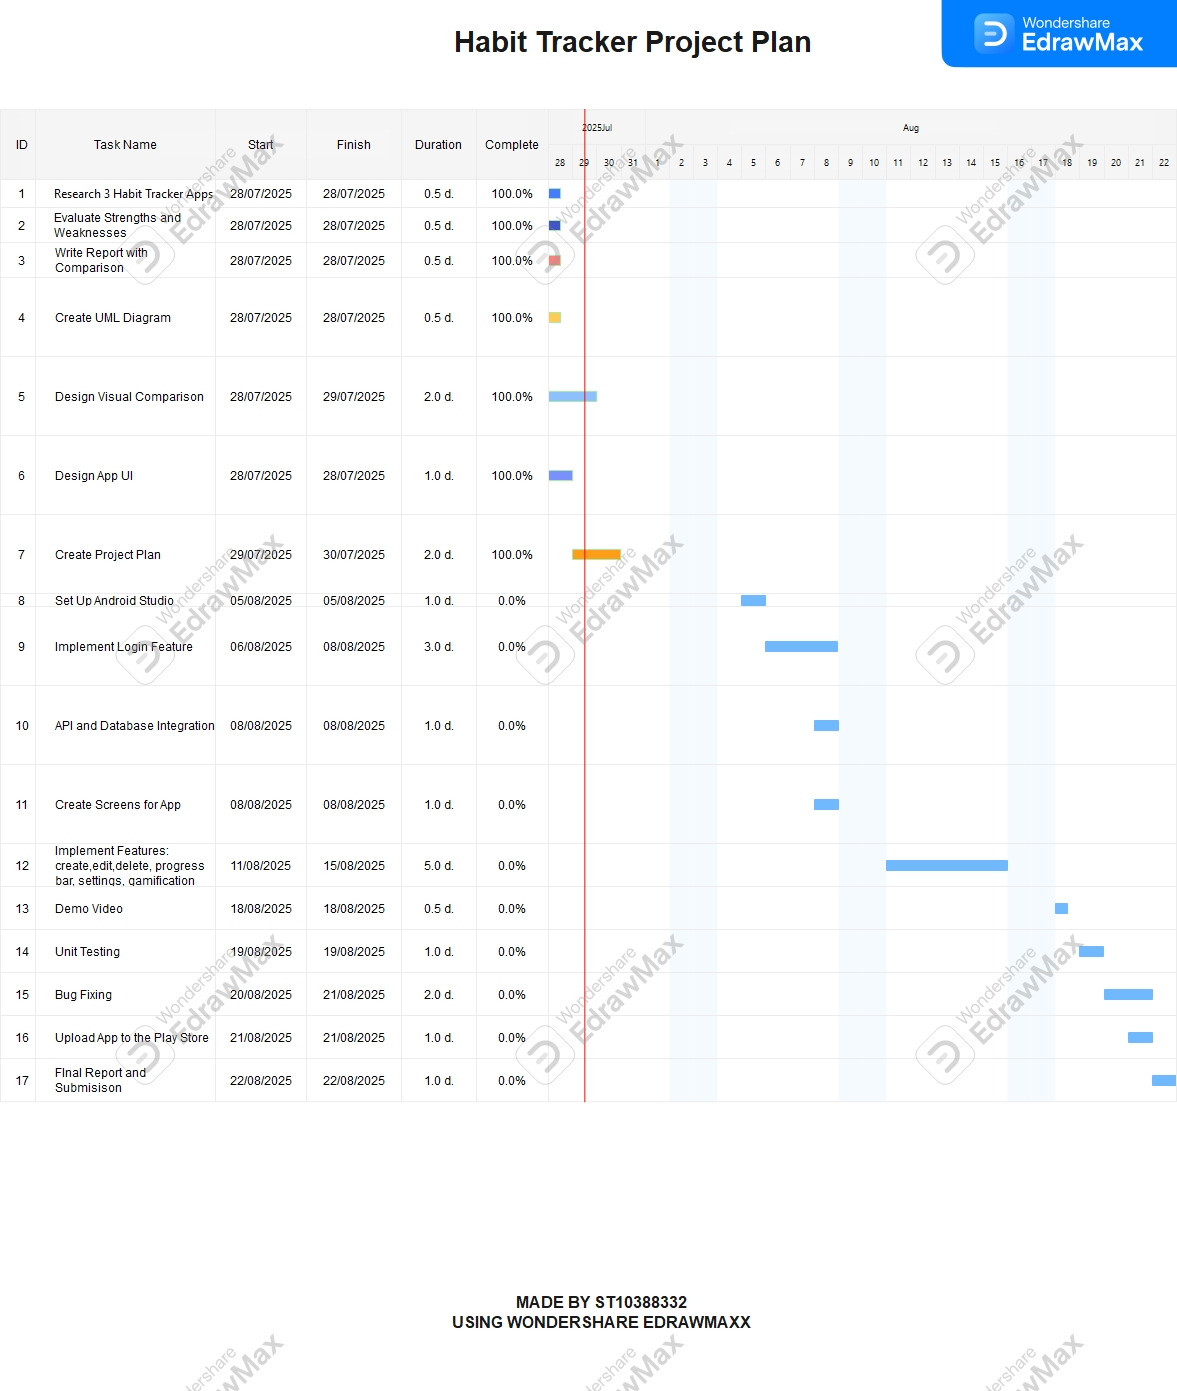 Habit Tracker Project Plan
Wondershare
EdrawMax
2025Jul Aug
ID Task Name Start Finish Duration Complete
28 29 30 31 1 2 3 4 5 6 7 8 9 10 11 12 13 14 15 16 17 18 19 20 21 22
1 Research 3 Habit Tracker Apps 28/07/2025 28/07/2025 0.5 d. 100.0%
2 Evaluate Strengths and
Weaknesses 28/07/2025 28/07/2025 0.5 d. 100.0%
3 Write Report with
Comparison 28/07/2025 28/07/2025 0.5 d. 100.0%
4 Create UML Diagram 28/07/2025 28/07/2025 0.5 d. 100.0%
5 Design Visual Comparison 28/07/2025 29/07/2025 2.0 d. 100.0%
6 Design App UI 28/07/2025 28/07/2025 1.0 d. 100.0%
7 Create Project Plan 29/07/2025 30/07/2025 2.0 d. 100.0%
8 Set Up Android Studio 05/08/2025 05/08/2025 1.0 d. 0.0%
9 Implement Login Feature 06/08/2025 08/08/2025 3.0 d. 0.0%
10 API and Database Integration 08/08/2025 08/08/2025 1.0 d. 0.0%
11 Create Screens for App 08/08/2025 08/08/2025 1.0 d. 0.0%
12 Implement Features:
create,edit,delete, progress
bar, settings, gamification 11/08/2025 15/08/2025 5.0 d. 0.0%
13 Demo Video 18/08/2025 18/08/2025 0.5 d. 0.0%
14 Unit Testing 19/08/2025 19/08/2025 1.0 d. 0.0%
15 Bug Fixing 20/08/2025 21/08/2025 2.0 d. 0.0%
16 Upload App to the Play Store 21/08/2025 21/08/2025 1.0 d. 0.0%
17 FInal Report and
Submisison 22/08/2025 22/08/2025 1.0 d. 0.0%
MADE BY ST10388332
USING WONDERSHARE EDRAWMAXX